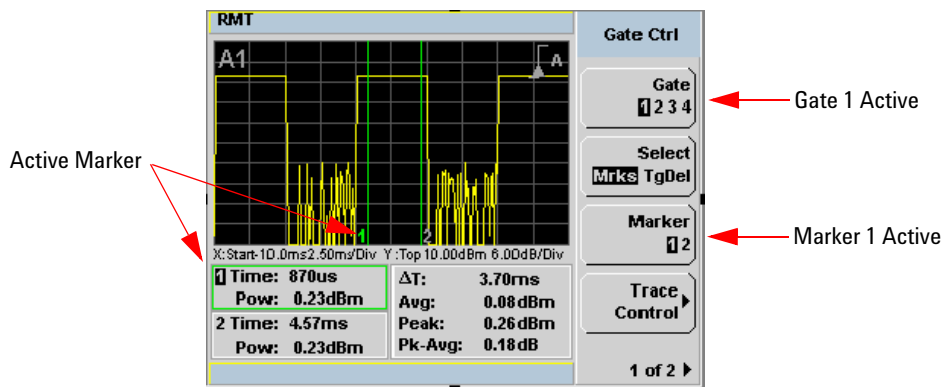 RMT
Gate Ctrl
A1
A
Gate
1 2 3 4
Gate 1 Active
Select
Mrks TgDel
Active Marker
Marker
1 2
Marker 1 Active
1
2
X:Start-10.0ms2.50ms/Div Y:Top 10.00dBm 6.00dB/Div
1 Time: 870us
Pow: 0.23dBm
2 Time: 4.57ms
Pow: 0.23dBm
ΔT: 3.70ms
Avg: 0.08dBm
Peak: 0.26dBm
Pk-Avg: 0.18dB
Trace
Control
1 of 2